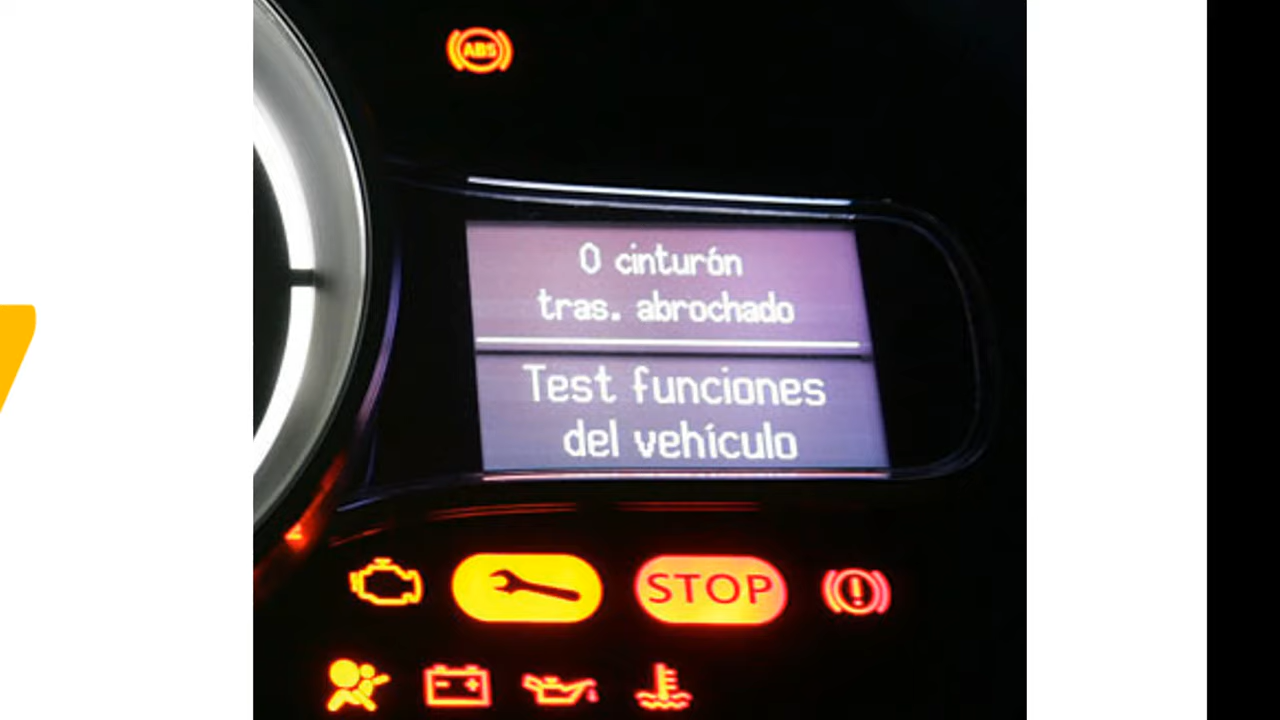 ABS
0 cinturón
tras. abrochado
Test funciones
del vehículo
STOP